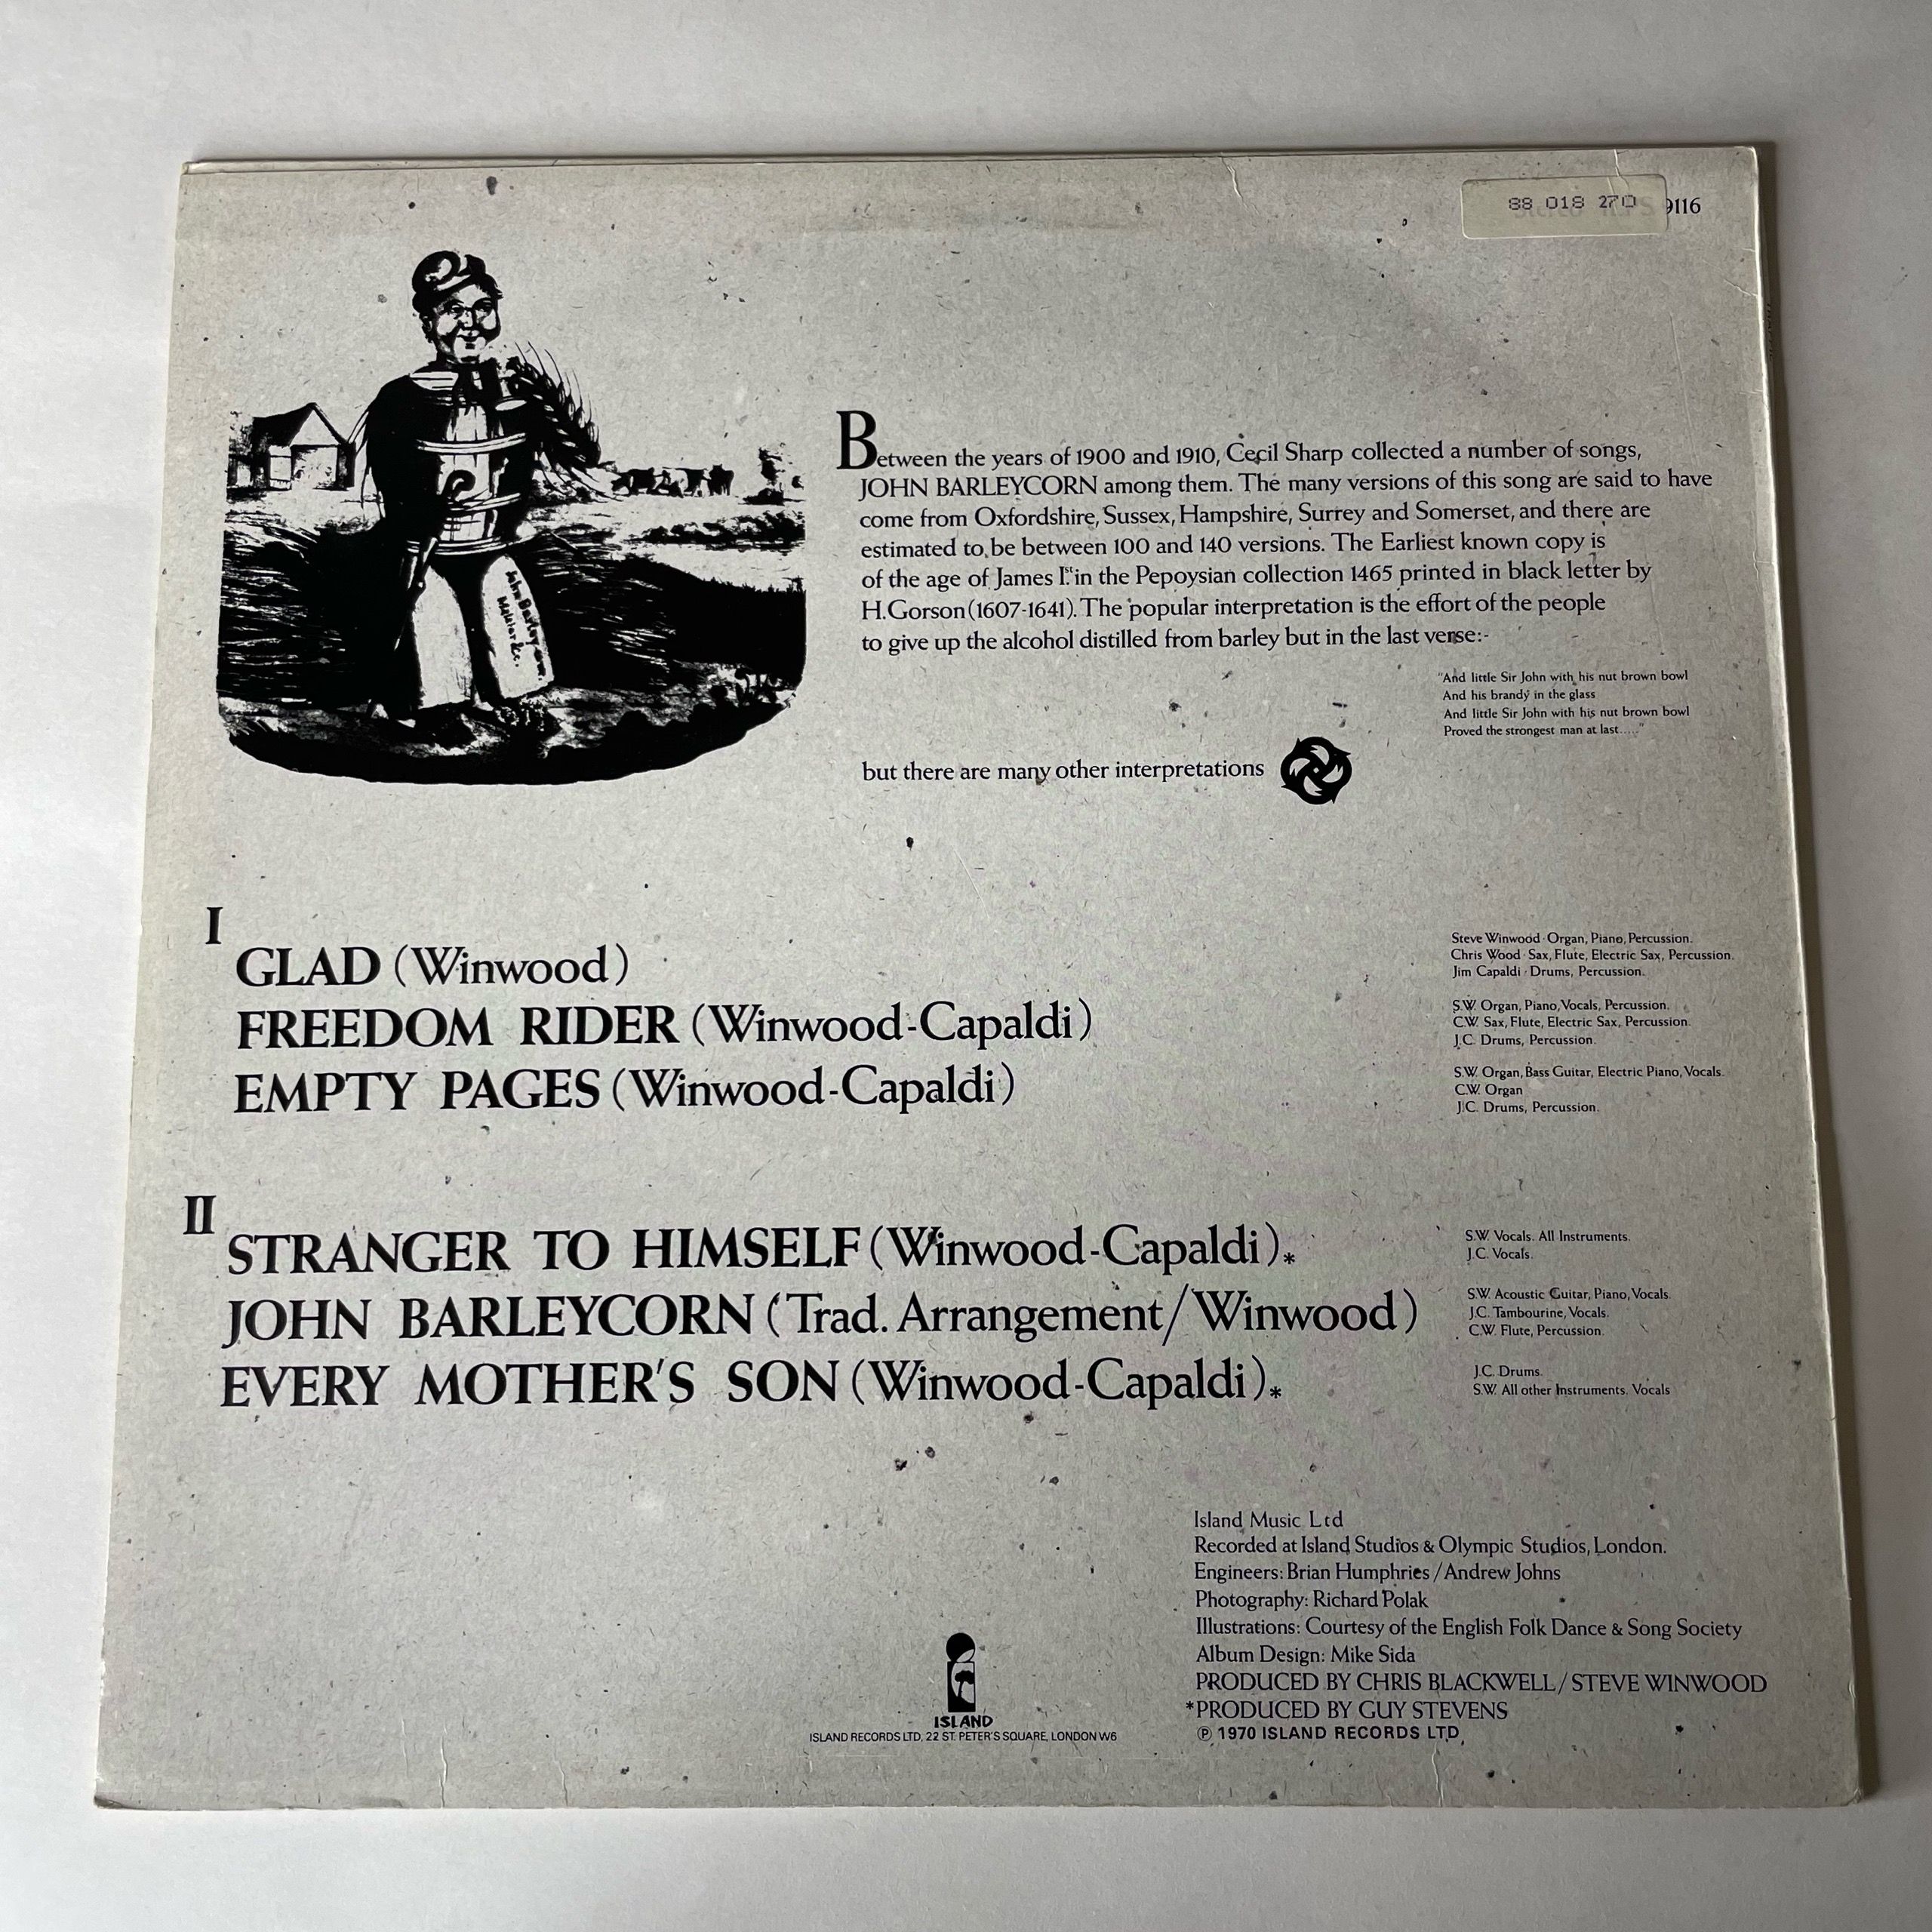 88 018 270
9116
Between the years of 1900 and 1910, Cecil Sharp collected a number of songs,
JOHN BARLEYCORN among them. The many versions of this song are said to have
come from Oxfordshire, Sussex, Hampshire, Surrey and Somerset, and there are
estimated to be between 100 and 140 versions. The Earliest known copy is
of the age of James Ist in the Pepoysian collection 1465 printed in black letter by
H.Gorson (1607-1641). The popular interpretation is the effort of the people
to give up the alcohol distilled from barley but in the last verse:-
"And little Sir John with his nut brown bowl
And his brandy in the glass
And little Sir John with his nut brown bowl
Proved the strongest man at last....."
but there are many other interpretations
John Barleycorn
I
GLAD (Winwood)
Steve Winwood · Organ, Piano, Percussion.
Chris Wood · Sax, Flute, Electric Sax, Percussion.
Jim Capaldi · Drums, Percussion.
FREEDOM RIDER (Winwood-Capaldi)
S.W. Organ, Piano, Vocals, Percussion.
C.W. Sax, Flute, Electric Sax, Percussion.
J.C. Drums, Percussion.
EMPTY PAGES (Winwood-Capaldi)
S.W. Organ, Bass Guitar, Electric Piano, Vocals.
C.W. Organ
J.C. Drums, Percussion.
II
STRANGER TO HIMSELF (Winwood-Capaldi).*
S.W. Vocals. All Instruments.
J.C. Vocals.
JOHN BARLEYCORN (Trad. Arrangement/Winwood)
S.W. Acoustic Guitar, Piano, Vocals.
J.C. Tambourine, Vocals.
C.W. Flute, Percussion.
EVERY MOTHER'S SON (Winwood-Capaldi).*
J.C. Drums.
S.W. All other Instruments. Vocals
Island Music Ltd
Recorded at Island Studios & Olympic Studios, London.
Engineers: Brian Humphries / Andrew Johns
Photography: Richard Polak
Illustrations: Courtesy of the English Folk Dance & Song Society
Album Design: Mike Sida
PRODUCED BY CHRIS BLACKWELL / STEVE WINWOOD
*PRODUCED BY GUY STEVENS
℗ 1970 ISLAND RECORDS LTD.
ISLAND
ISLAND RECORDS LTD, 22 ST. PETER'S SQUARE, LONDON W6